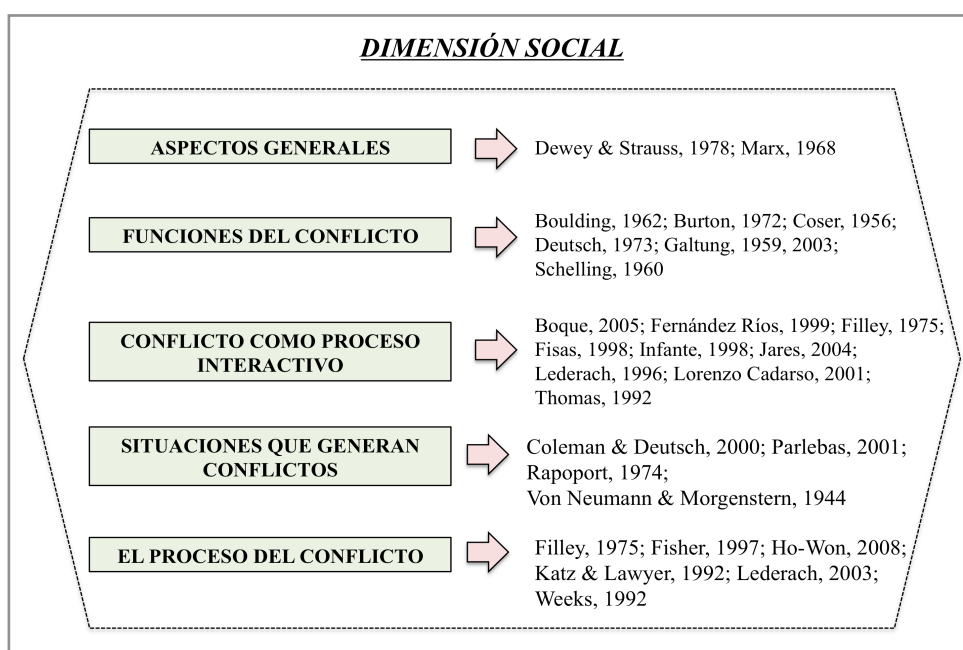 DIMENSIÓN SOCIAL
ASPECTOS GENERALES
Dewey & Strauss, 1978; Marx, 1968
FUNCIONES DEL CONFLICTO
Boulding, 1962; Burton, 1972; Coser, 1956;
Deutsch, 1973; Galtung, 1959, 2003;
Schelling, 1960
CONFLICTO COMO PROCESO
INTERACTIVO
Boque, 2005; Fernández Ríos, 1999; Filley, 1975;
Fisas, 1998; Infante, 1998; Jares, 2004;
Lederach, 1996; Lorenzo Cadarso, 2001;
Thomas, 1992
SITUACIONES QUE GENERAN
CONFLICTOS
Coleman & Deutsch, 2000; Parlebas, 2001;
Rapoport, 1974;
Von Neumann & Morgenstern, 1944
EL PROCESO DEL CONFLICTO
Filley, 1975; Fisher, 1997; Ho-Won, 2008;
Katz & Lawyer, 1992; Lederach, 2003;
Weeks, 1992